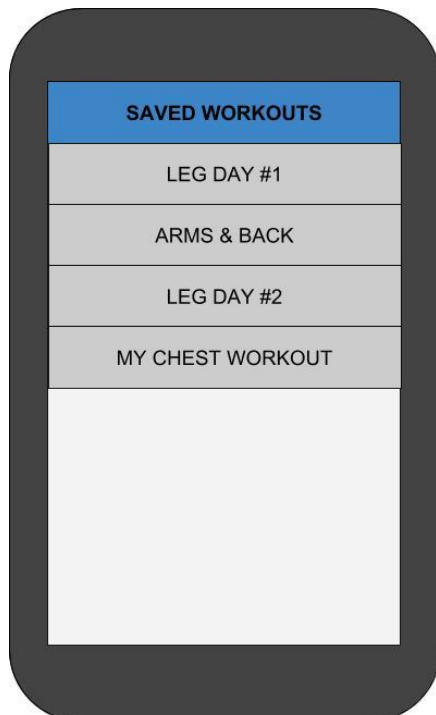 SAVED WORKOUTS
LEG DAY #1
ARMS & BACK
LEG DAY #2
MY CHEST WORKOUT